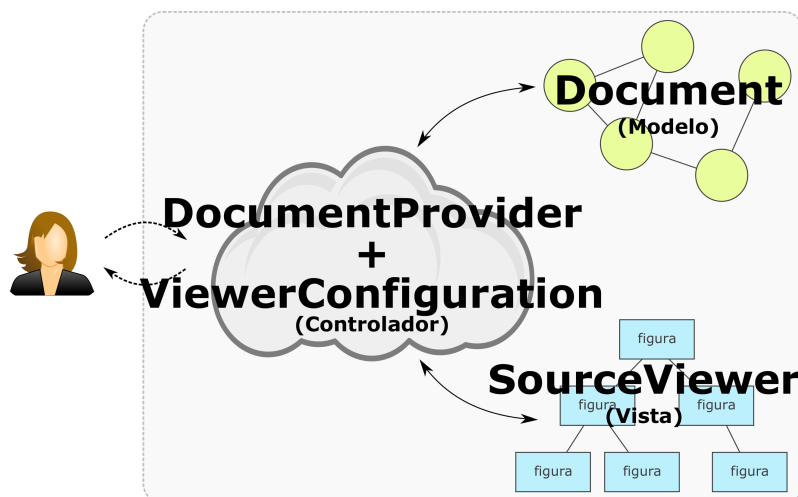 Document
(Modelo)
DocumentProvider
+
ViewerConfiguration
(Controlador)
figura
SourceViewer
figura
(Vista)
figura
figura
figura
figura